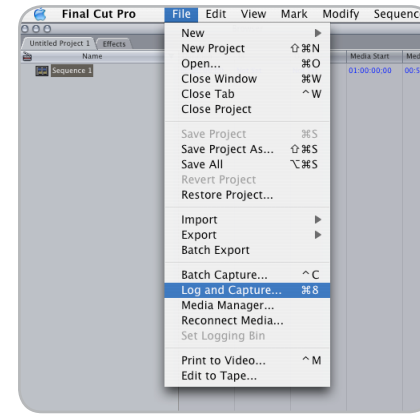 Final Cut Pro File Edit View Mark Modify Sequenc
Untitled Project 1 Effects
Name Media Start Med
Sequence 1 01:00:00;00 00:5
New
New Project ⇧⌘N
Open... ⌘O
Close Window ⌘W
Close Tab ^W
Close Project
Save Project ⌘S
Save Project As... ⇧⌘S
Save All ⌥⌘S
Revert Project
Restore Project...
Import
Export
Batch Export
Batch Capture... ^C
Log and Capture... ⌘8
Media Manager...
Reconnect Media...
Set Logging Bin
Print to Video... ^M
Edit to Tape...